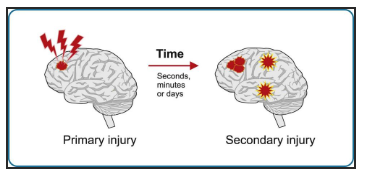 Time
Seconds,
minutes
or days
Primary injury
Secondary injury